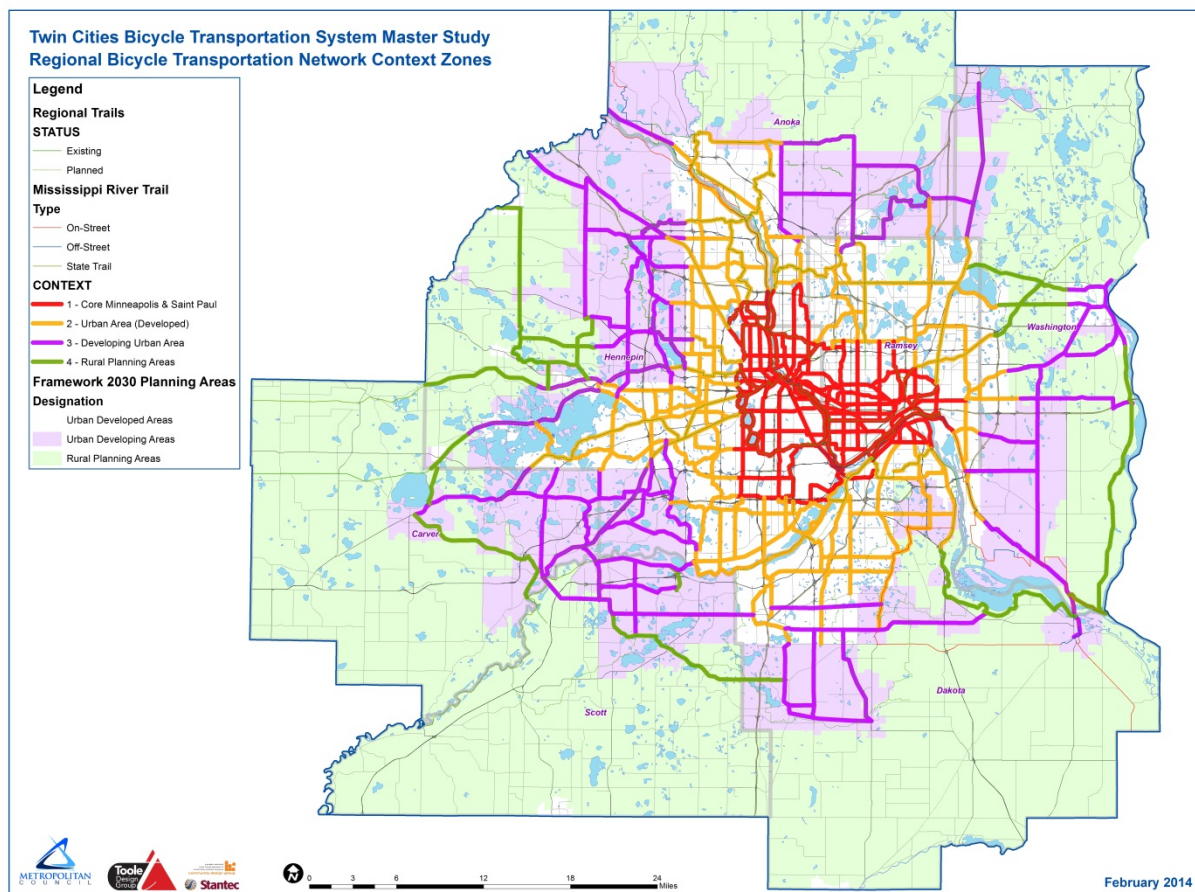 Twin Cities Bicycle Transportation System Master Study
Regional Bicycle Transportation Network Context Zones
Legend
Regional Trails
STATUS
Existing
Planned
Mississippi River Trail
Type
On-Street
Off-Street
State Trail
CONTEXT
1 - Core Minneapolis & Saint Paul
2 - Urban Area (Developed)
3 - Developing Urban Area
4 - Rural Planning Areas
Framework 2030 Planning Areas
Designation
Urban Developed Areas
Urban Developing Areas
Rural Planning Areas
Anoka
Washington
Ramsey
Hennepin
Carver
Scott
Dakota
METROPOLITAN
COUNCIL
Toole
Design
Group
Stantec
N
0 1.5 3 6 12 18 24
Miles
February 2014